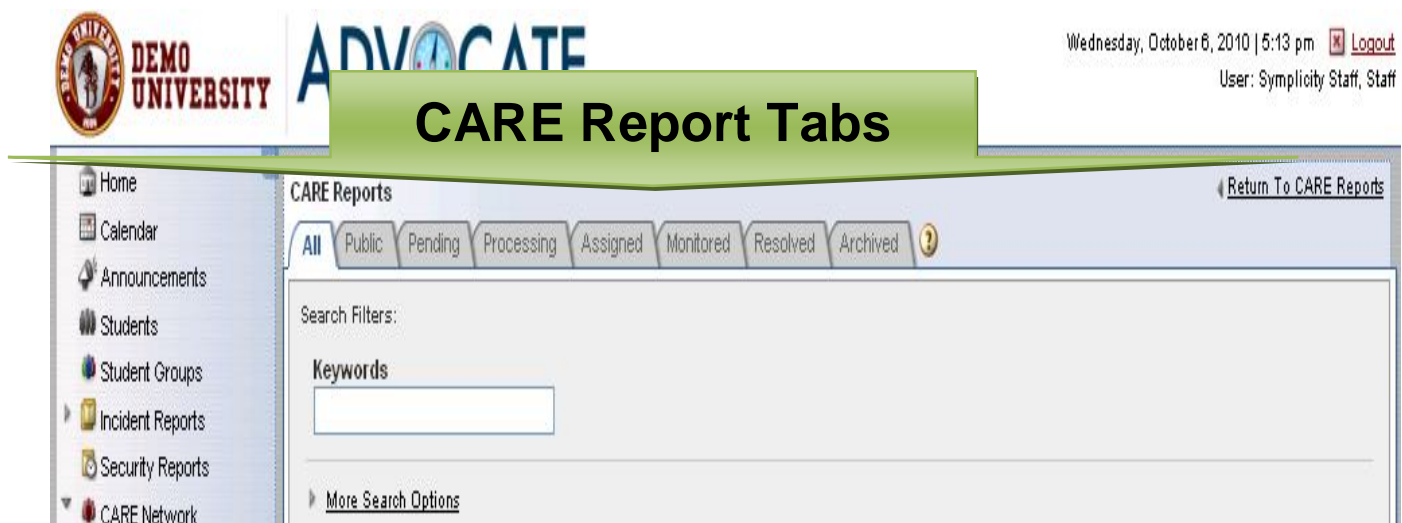 DEMO
UNIVERSITY
ADVOCATE
Wednesday, October 6, 2010 | 5:13 pm Logout
User: Symplicity Staff, Staff
CARE Report Tabs
Home
Calendar
Announcements
Students
Student Groups
Incident Reports
Security Reports
CARE Network
CARE Reports
Return To CARE Reports
All Public Pending Processing Assigned Monitored Resolved Archived ?
Search Filters:
Keywords
More Search Options